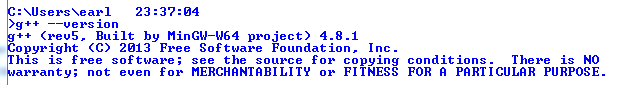 C:\Users\earl   23:37:04
>g++ --version
g++ (rev5, Built by MinGW-W64 project) 4.8.1
Copyright (C) 2013 Free Software Foundation, Inc.
This is free software; see the source for copying conditions.  There is NO
warranty; not even for MERCHANTABILITY or FITNESS FOR A PARTICULAR PURPOSE.